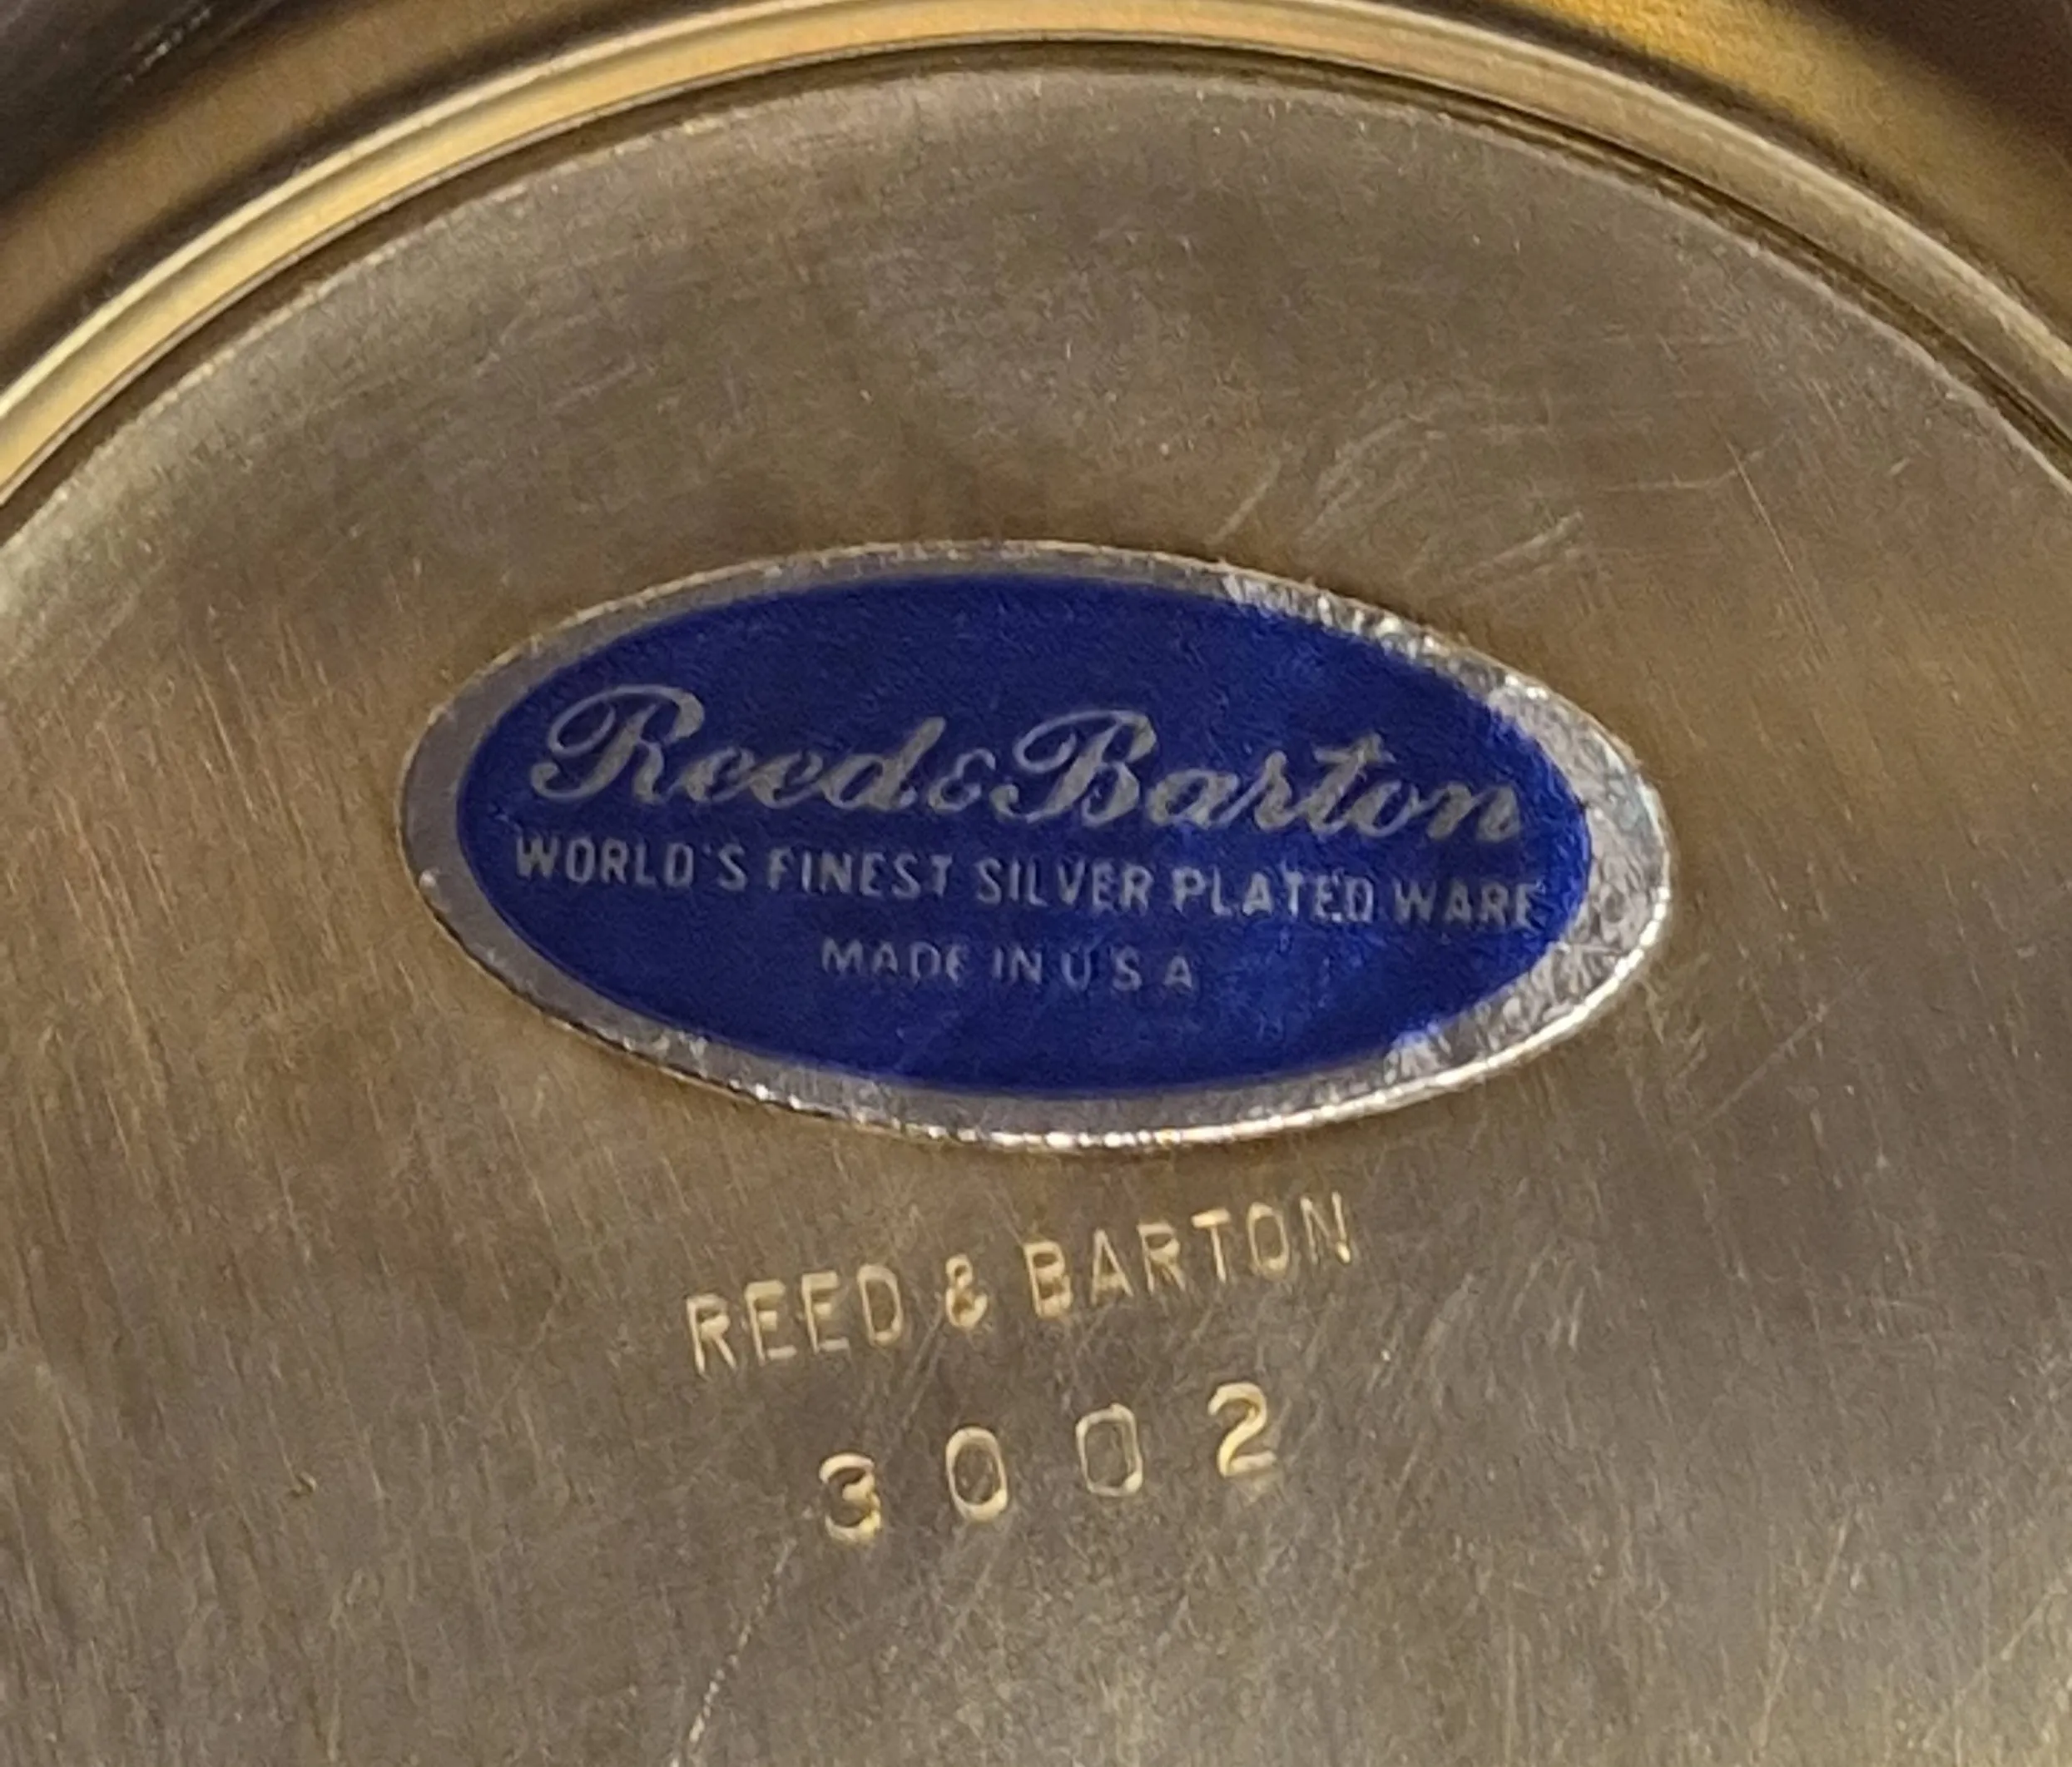 Reed & Barton
WORLD'S FINEST SILVER PLATED WARE
MADE IN U S A
REED & BARTON
3002